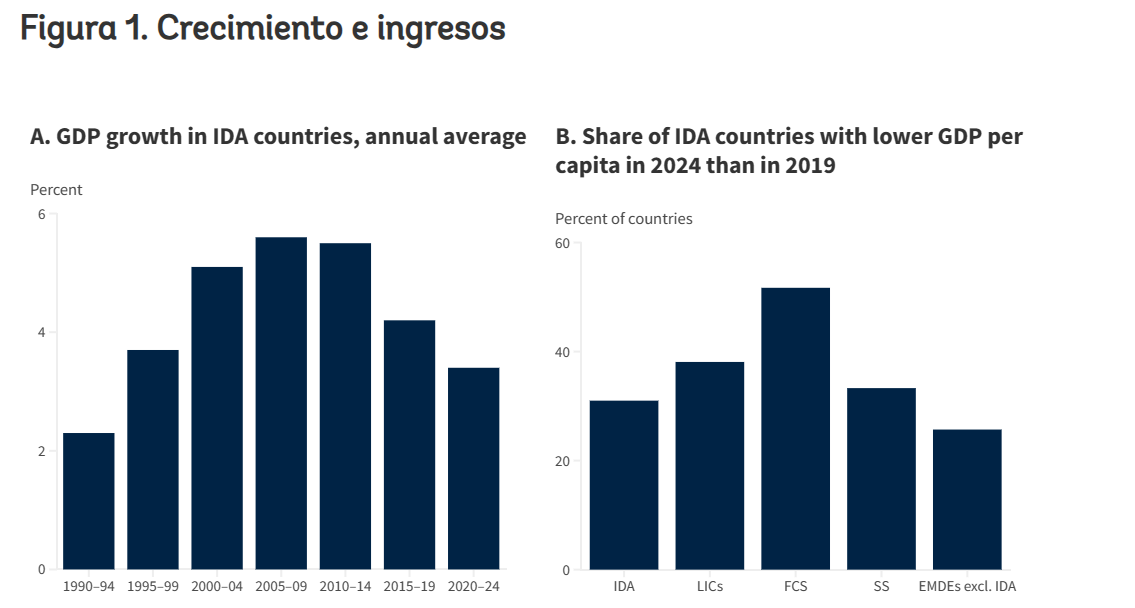 Figura 1. Crecimiento e ingresos
A. GDP growth in IDA countries, annual average
Percent
6
4
2
0
1990–94 1995–99 2000–04 2005–09 2010–14 2015–19 2020–24
B. Share of IDA countries with lower GDP per
capita in 2024 than in 2019
Percent of countries
60
40
20
0
IDA LICs FCS SS EMDEs excl. IDA